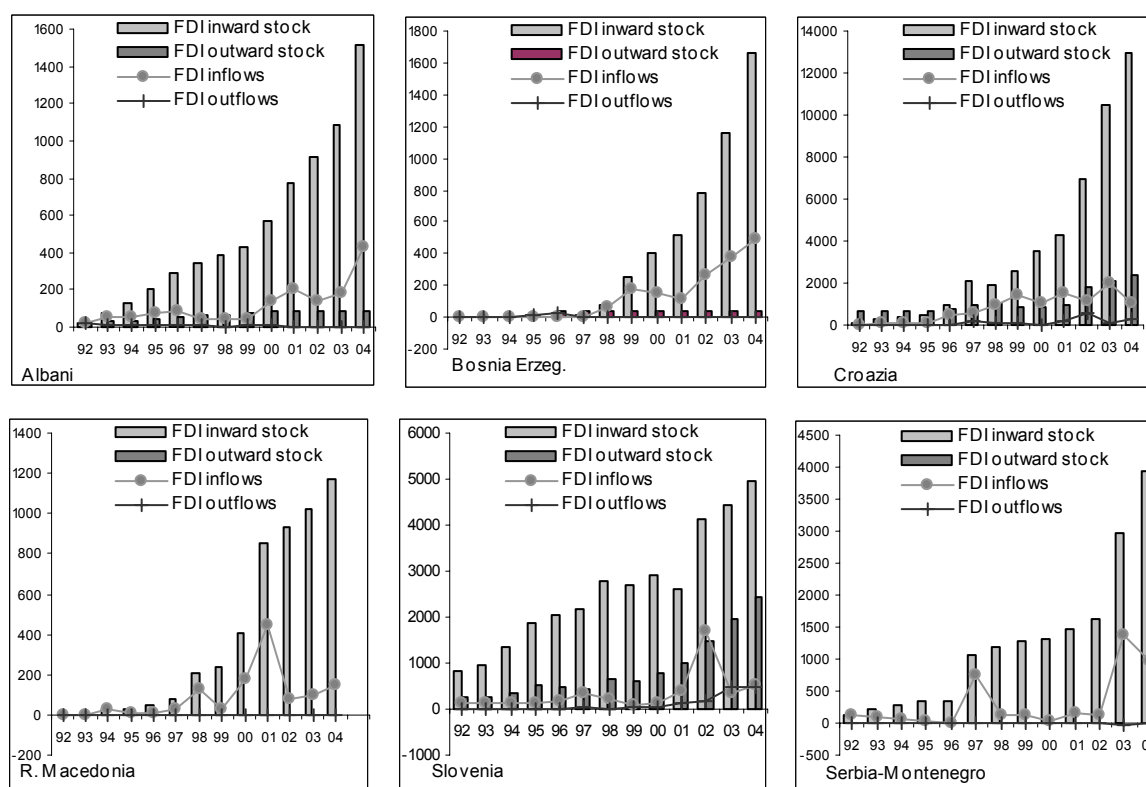 1600
1400
1200
1000
800
600
400
200
0
FDI inward stock
FDI outward stock
FDI inflows
FDI outflows
92 93 94 95 96 97 98 99 00 01 02 03 04
Albani
1800
1600
1400
1200
1000
800
600
400
200
0
-200
FDI inward stock
FDI outward stock
FDI inflows
FDI outflows
92 93 94 95 96 97 98 99 00 01 02 03 04
Bosnia Erzeg.
14000
12000
10000
8000
6000
4000
2000
0
FDI inward stock
FDI outward stock
FDI inflows
FDI outflows
92 93 94 95 96 97 98 99 00 01 02 03 04
Croazia
1400
1200
1000
800
600
400
200
0
-200
FDI inward stock
FDI outward stock
FDI inflows
FDI outflows
92 93 94 95 96 97 98 99 00 01 02 03 04
R. Macedonia
6000
5000
4000
3000
2000
1000
0
-1000
FDI inward stock
FDI outward stock
FDI inflows
FDI outflows
92 93 94 95 96 97 98 99 00 01 02 03 04
Slovenia
4500
4000
3500
3000
2500
2000
1500
1000
500
0
-500
FDI inward stock
FDI outward stock
FDI inflows
FDI outflows
92 93 94 95 96 97 98 99 00 01 02 03
Serbia-Montenegro